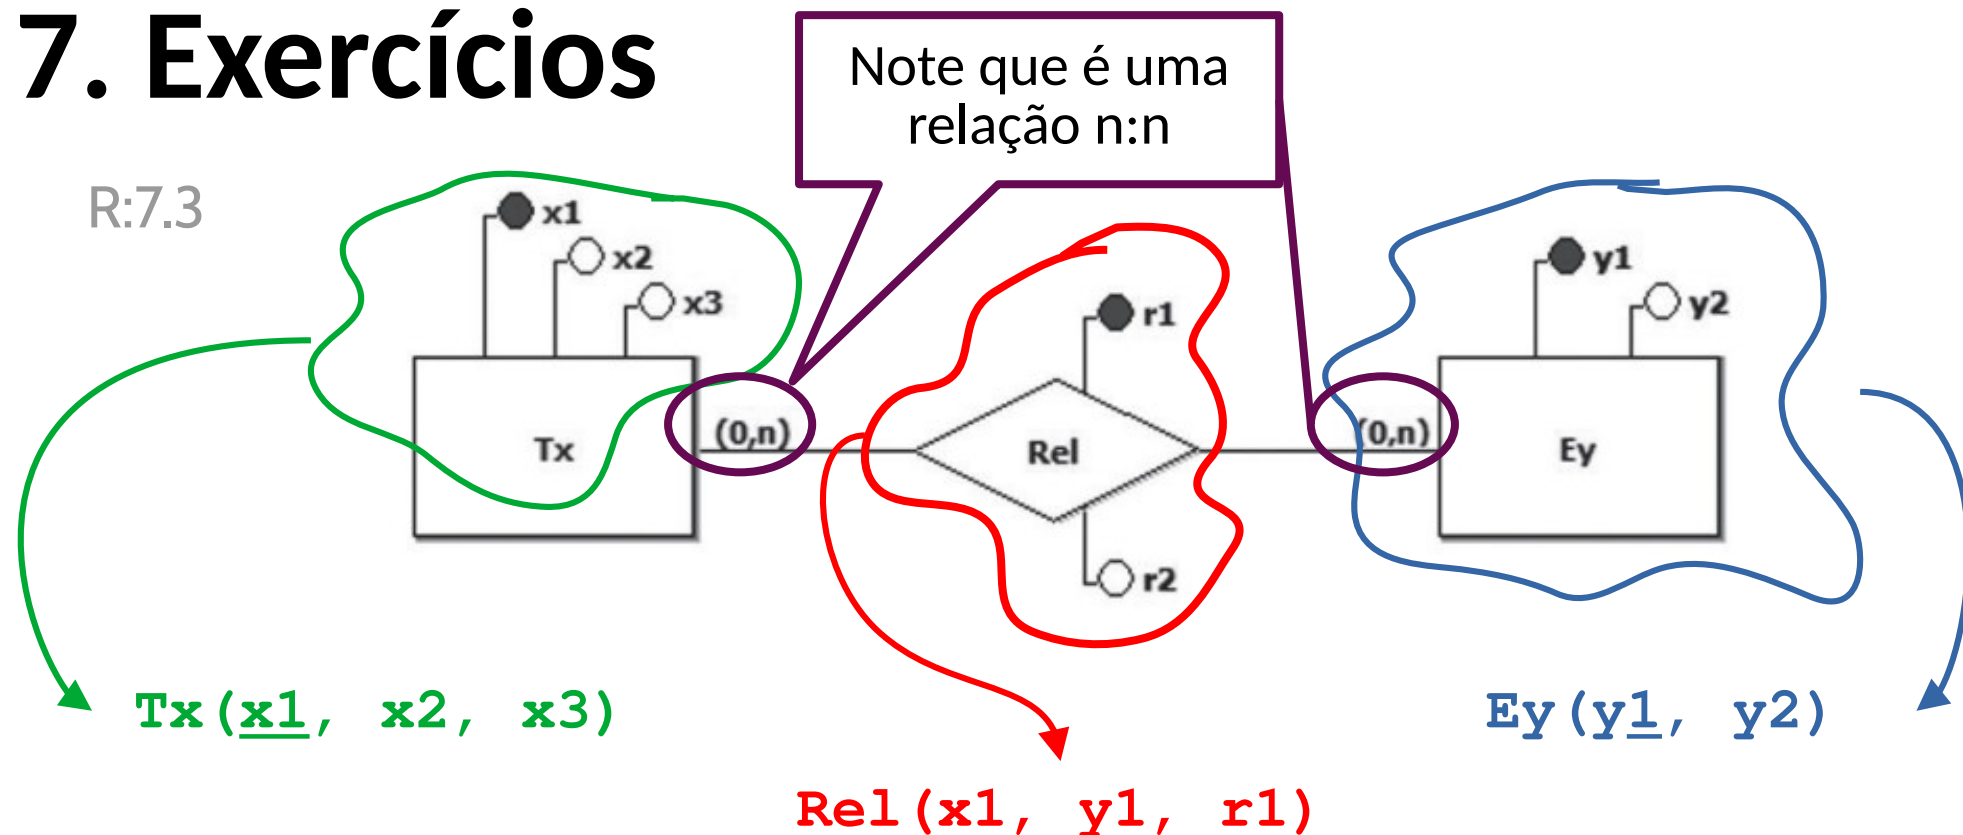 7. Exercícios
Note que é uma
relação n:n
R:7.3
x1
x2
x3
y1
y2
r1
(0,n)
(0,n)
Tx
Rel
Ey
r2
Tx(x1, x2, x3)
Ey(y1, y2)
Rel(x1, y1, r1)